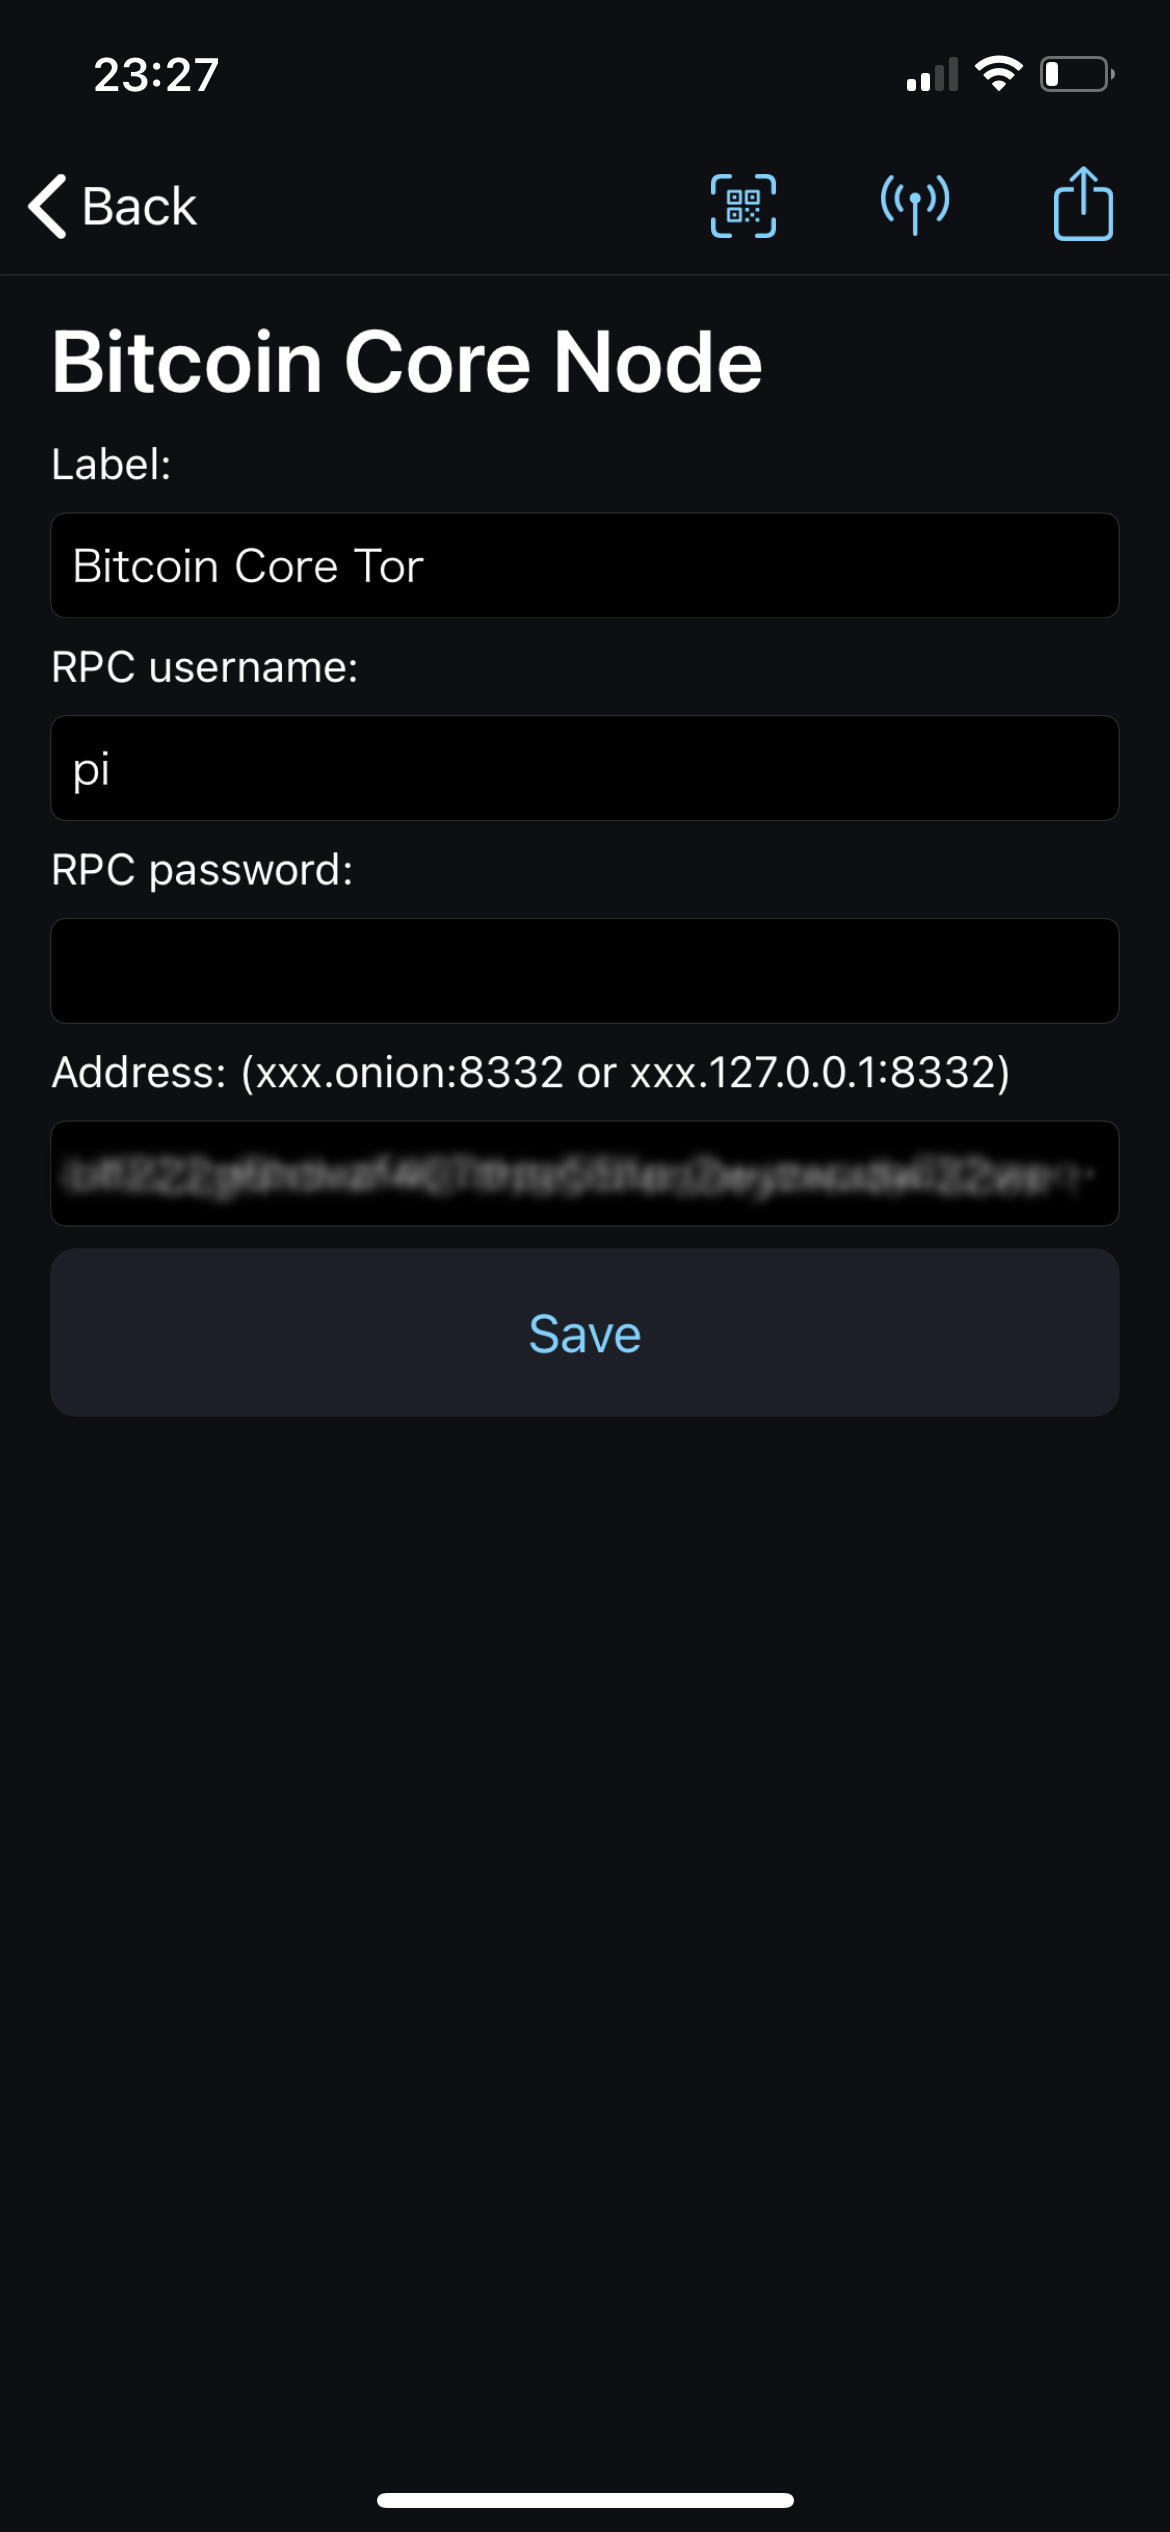 23:27
Back
Bitcoin Core Node
Label:
Bitcoin Core Tor
RPC username:
pi
RPC password:
Address: (xxx.onion:8332 or xxx.127.0.0.1:8332)
Save